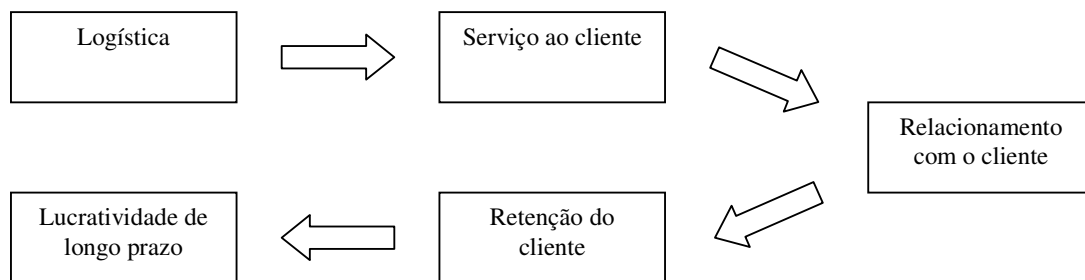 Logística
Serviço ao cliente
Relacionamento
com o cliente
Retenção do
cliente
Lucratividade de
longo prazo